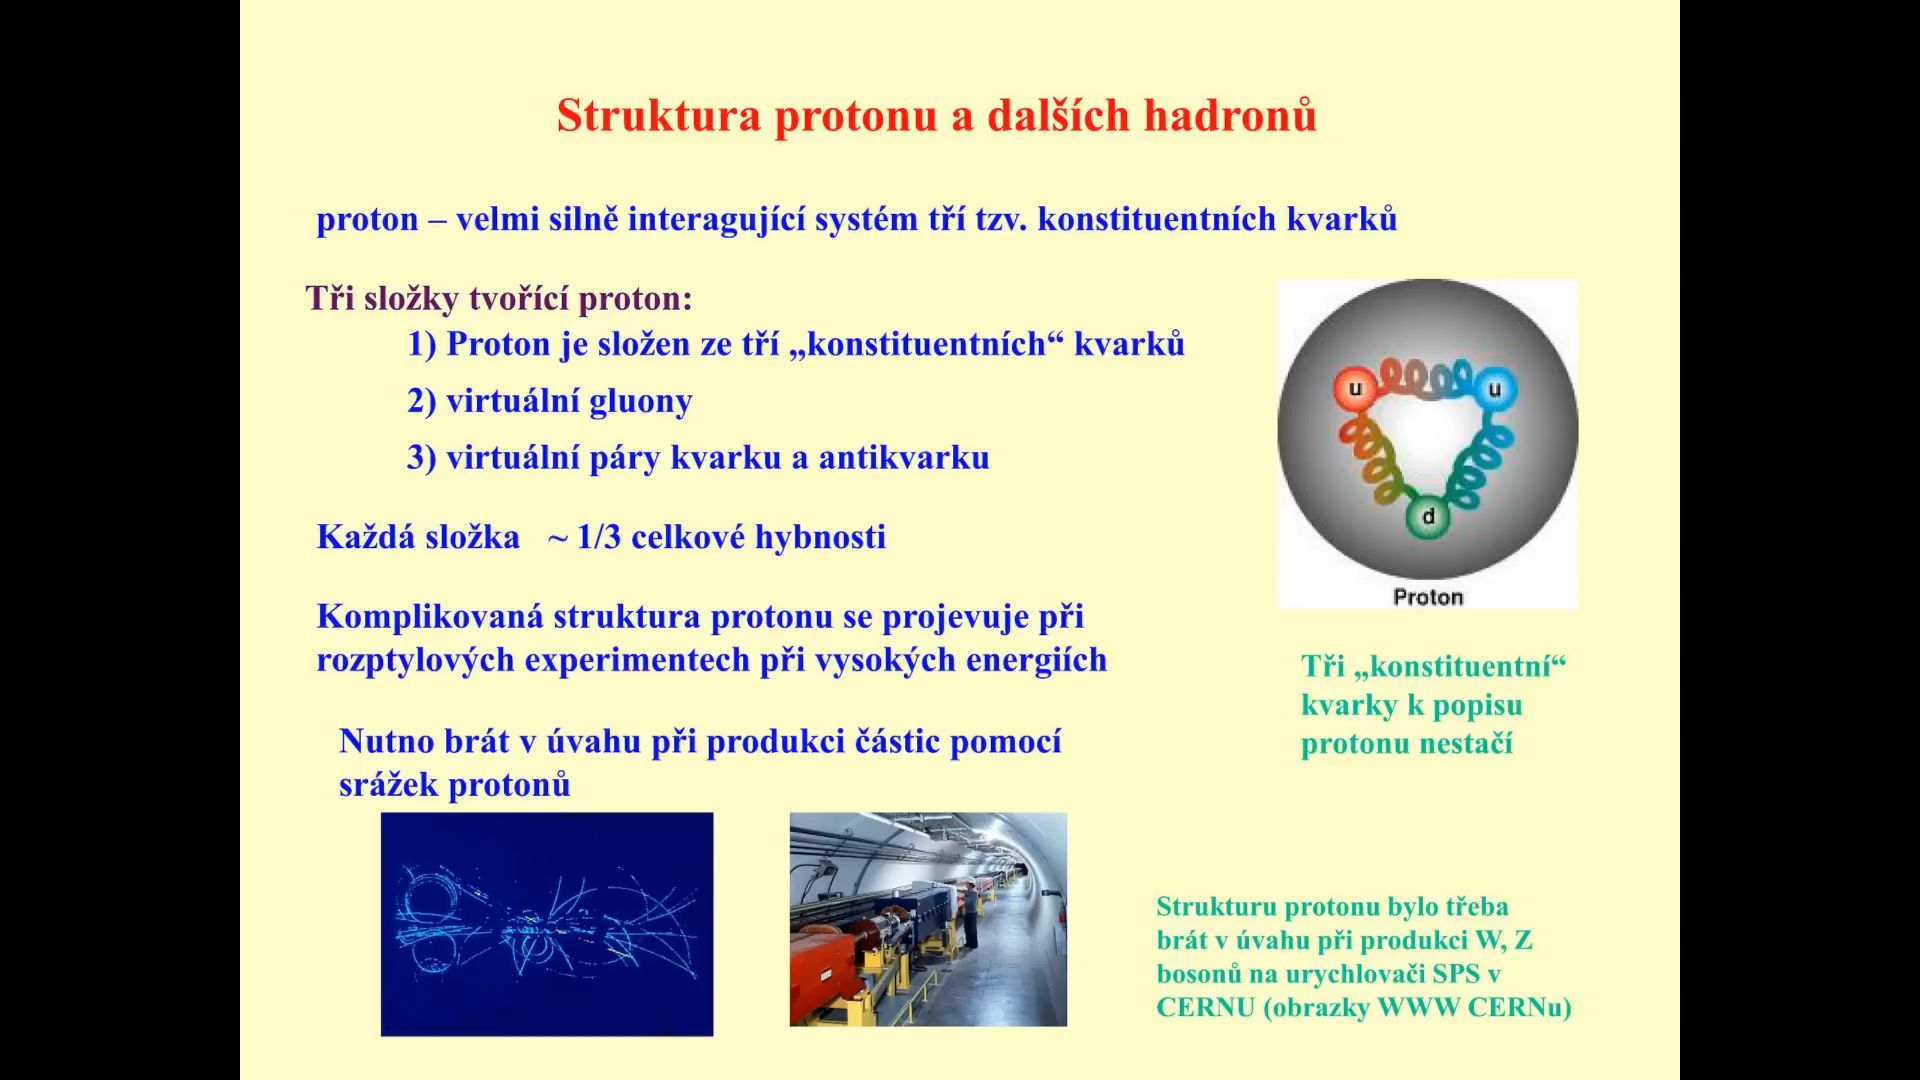 Struktura protonu a dalších hadronů
proton – velmi silně interagující systém tří tzv. konstituentních kvarků
Tři složky tvořící proton:
1) Proton je složen ze tří „konstituentních“ kvarků
2) virtuální gluony
3) virtuální páry kvarku a antikvarku
Každá složka ~ 1/3 celkové hybnosti
Komplikovaná struktura protonu se projevuje při
rozptylových experimentech při vysokých energiích
Nutno brát v úvahu při produkci částic pomocí
srážek protonů
u
u
d
Proton
Tři „konstituentní“
kvarky k popisu
protonu nestačí
Strukturu protonu bylo třeba
brát v úvahu při produkci W, Z
bosonů na urychlovači SPS v
CERNU (obrazky WWW CERNu)